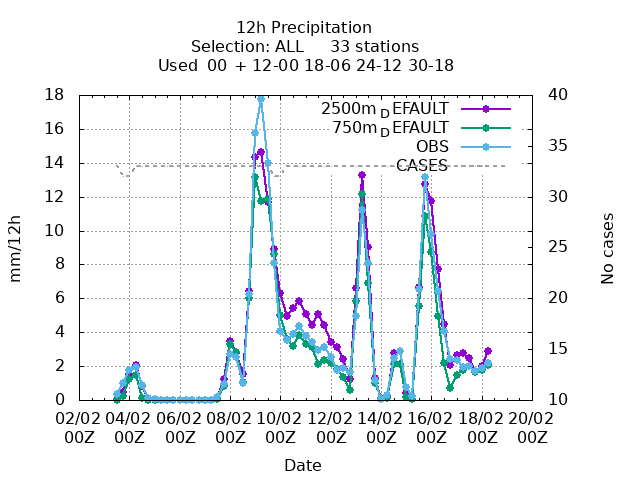 12h Precipitation
Selection: ALL 33 stations
Used 00 + 12-00 18-06 24-12 30-18
18 40
16
14 35
12
10 30
8 25
6 20
4
2 15
0 10
mm/12h
No cases
2500mDEFAULT
750mDEFAULT
OBS
CASES
02/02 04/02 06/02 08/02 10/02 12/02 14/02 16/02 18/02 20/02
00Z 00Z 00Z 00Z 00Z 00Z 00Z 00Z 00Z 00Z
Date